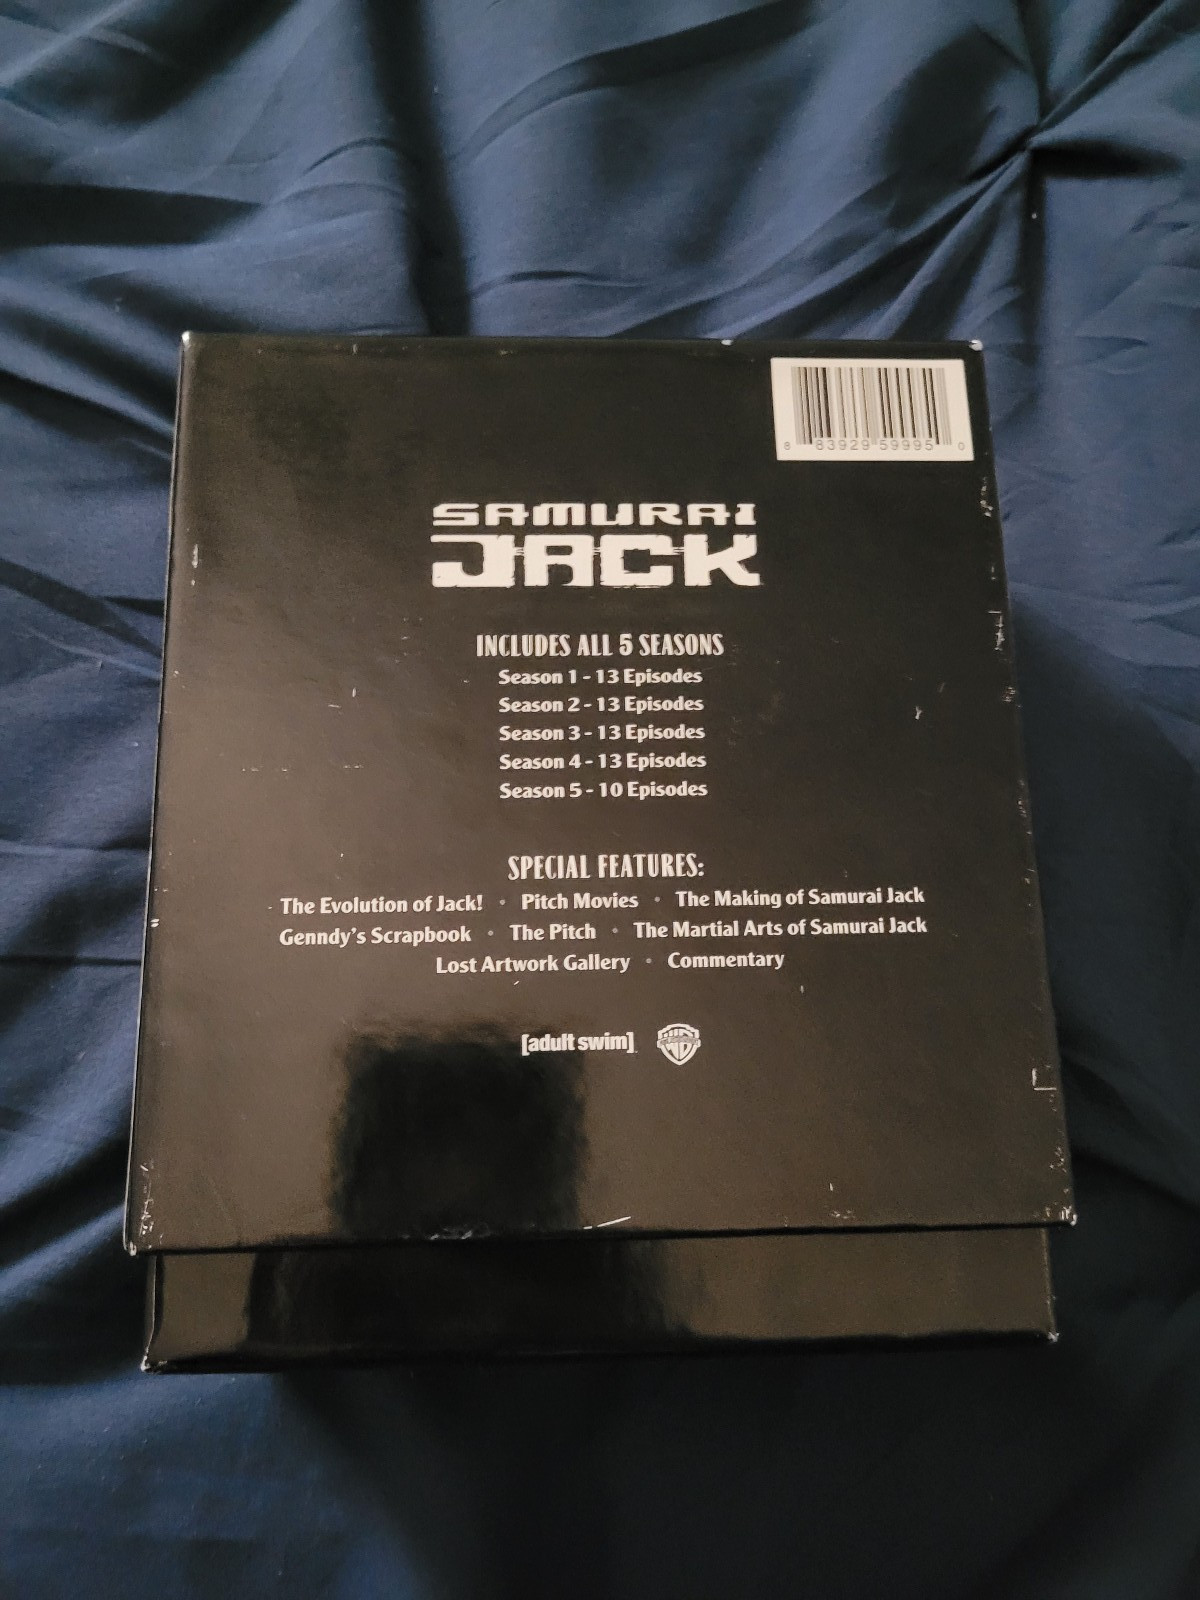 8 83929 59995 0
SAMURAI
JACK
INCLUDES ALL 5 SEASONS
Season 1 - 13 Episodes
Season 2 - 13 Episodes
Season 3 - 13 Episodes
Season 4 - 13 Episodes
Season 5 - 10 Episodes
SPECIAL FEATURES:
The Evolution of Jack! • Pitch Movies • The Making of Samurai Jack
Genndy's Scrapbook • The Pitch • The Martial Arts of Samurai Jack
Lost Artwork Gallery • Commentary
[adult swim] WB